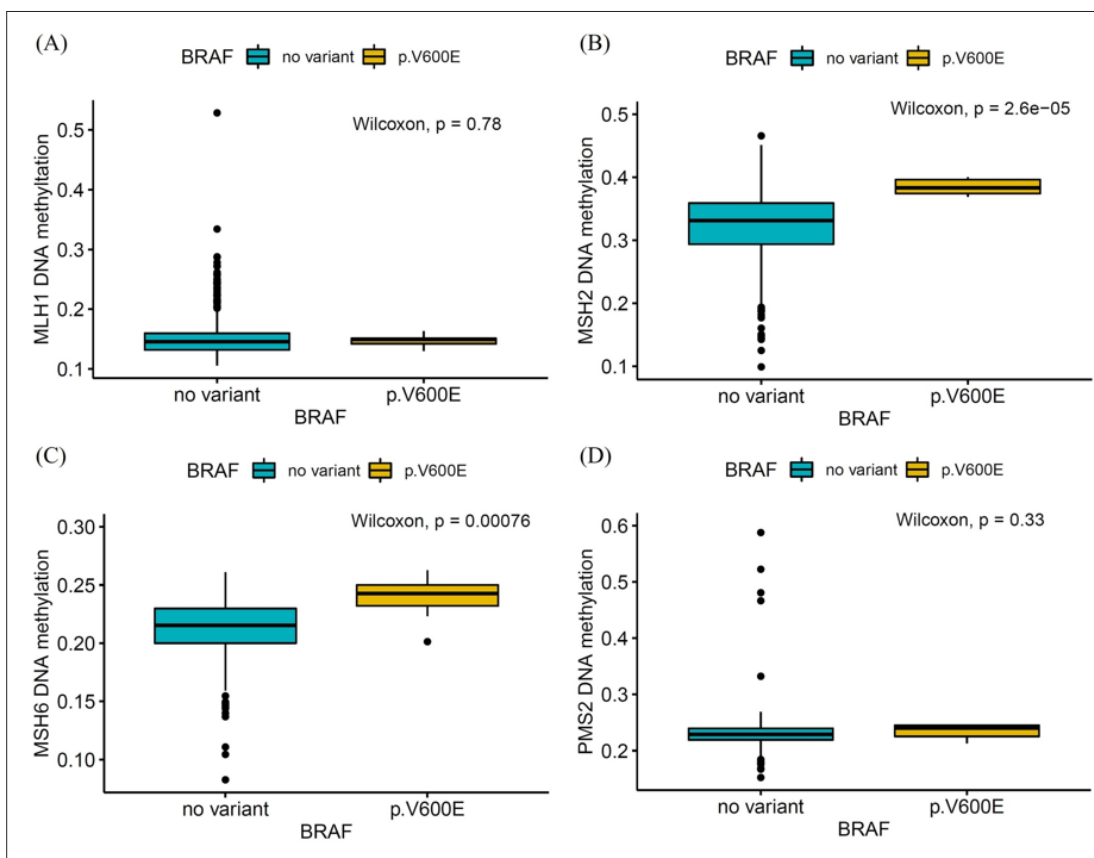 (A)
BRAF no variant p.V600E
Wilcoxon, p = 0.78
MLH1 DNA methyltation
0.5
0.4
0.3
0.2
0.1
no variant p.V600E
BRAF
(B)
BRAF no variant p.V600E
Wilcoxon, p = 2.6e−05
MSH2 DNA methylation
0.5
0.4
0.3
0.2
0.1
no variant p.V600E
BRAF
(C)
BRAF no variant p.V600E
Wilcoxon, p = 0.00076
MSH6 DNA methylation
0.30
0.25
0.20
0.15
0.10
no variant p.V600E
BRAF
(D)
BRAF no variant p.V600E
Wilcoxon, p = 0.33
PMS2 DNA methylation
0.6
0.5
0.4
0.3
0.2
no variant p.V600E
BRAF